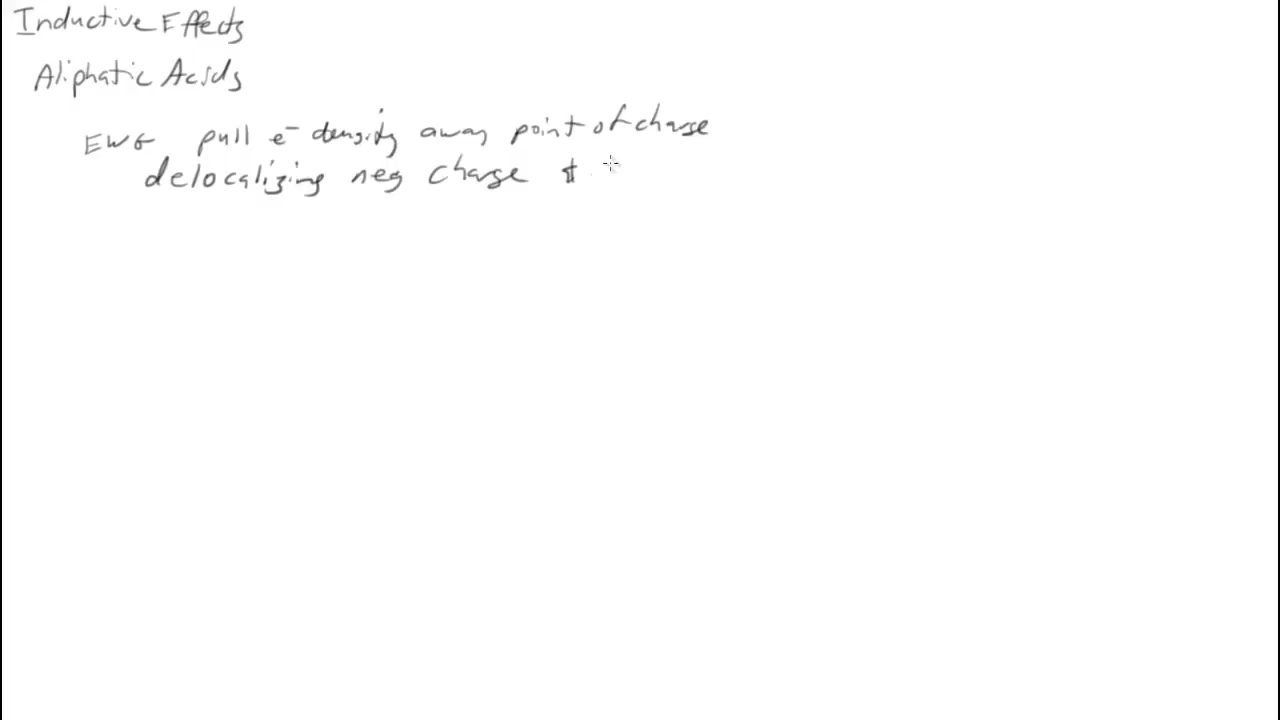 Inductive Effects
Aliphatic Acids
EWG pull e⁻ density away point of charge
delocalizing neg charge &